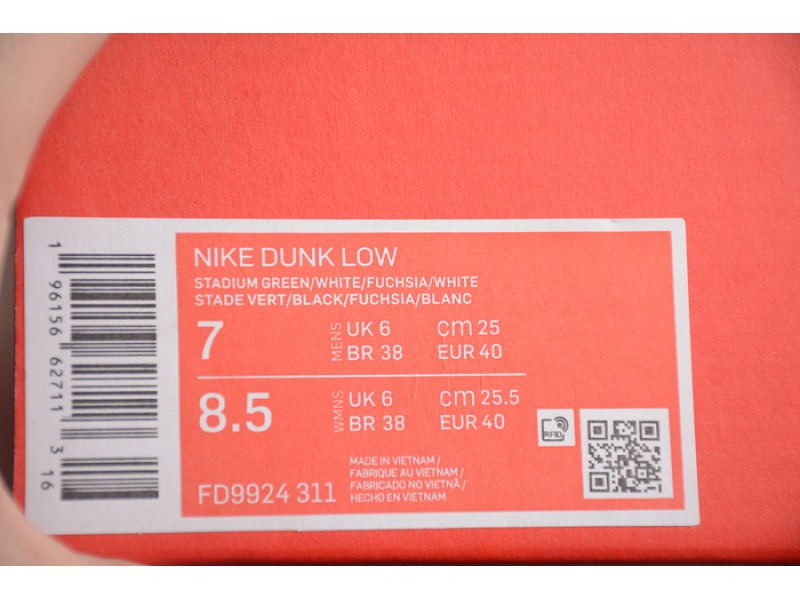 NIKE DUNK LOW
STADIUM GREEN/WHITE/FUCHSIA/WHITE
STADE VERT/BLACK/FUCHSIA/BLANC
7 MENS UK 6 cm 25
BR 38 EUR 40
8.5 WMNS UK 6 cm 25.5
BR 38 EUR 40
RFID
MADE IN VIETNAM /
FABRIQUE AU VIETNAM /
FABRICADO NO VIETNÃ /
HECHO EN VIETNAM
FD9924 311
1 96156 62711 3 16